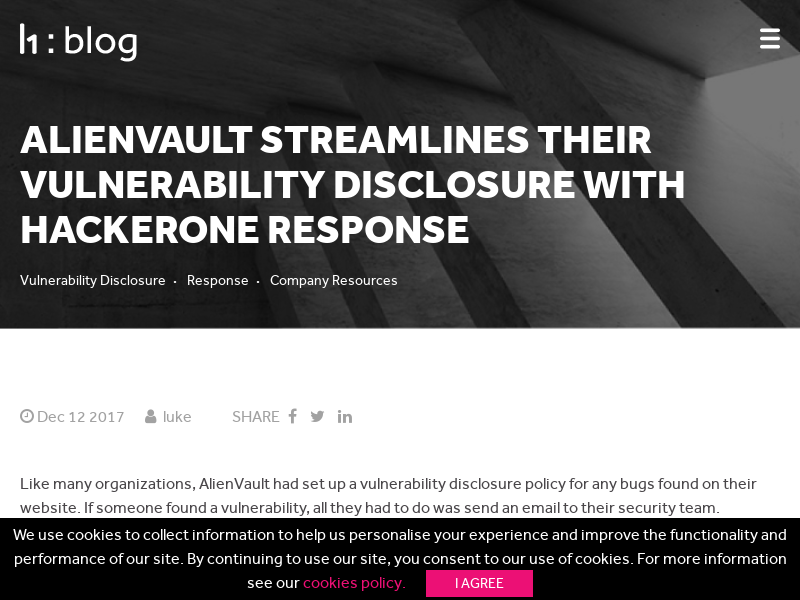 h1: blog
ALIENVAULT STREAMLINES THEIR
VULNERABILITY DISCLOSURE WITH
HACKERONE RESPONSE
Vulnerability Disclosure · Response · Company Resources
Dec 12 2017 luke SHARE
Like many organizations, AlienVault had set up a vulnerability disclosure policy for any bugs found on their
website. If someone found a vulnerability, all they had to do was send an email to their security team.
We use cookies to collect information to help us personalise your experience and improve the functionality and
performance of our site. By continuing to use our site, you consent to our use of cookies. For more information
see our cookies policy. I AGREE